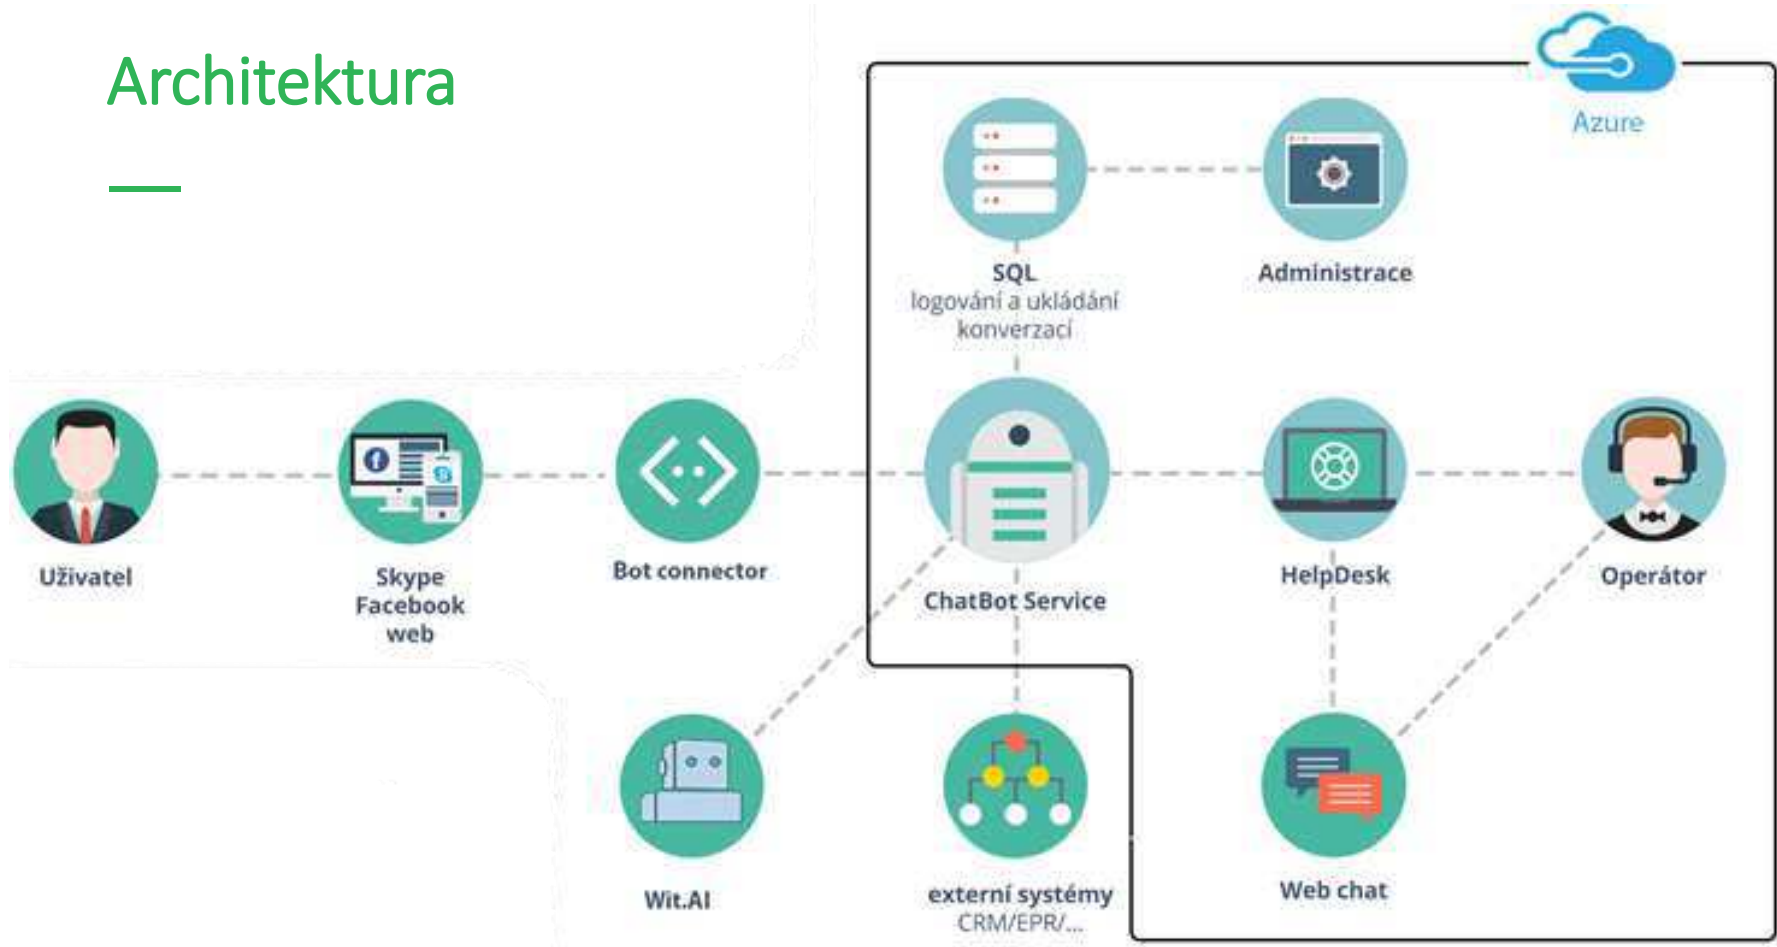 Architektura
Azure
SQL
logování a ukládání
konverzací
Administrace
Uživatel
Skype
Facebook
web
Bot connector
ChatBot Service
HelpDesk
Operátor
Wit.AI
externí systémy
CRM/EPR/...
Web chat